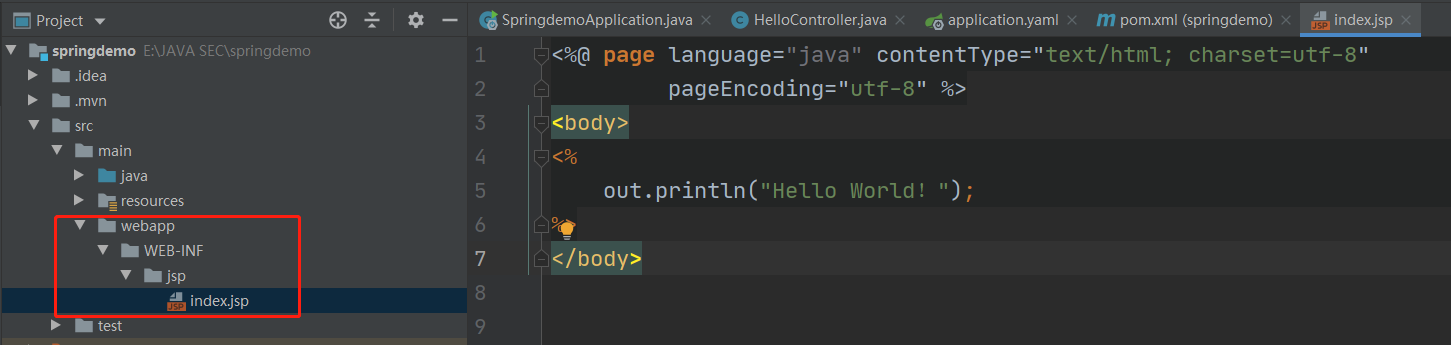 Project
SpringdemoApplication.java HelloController.java application.yaml pom.xml (springdemo) index.jsp
springdemo E:\JAVA SEC\springdemo
.idea
.mvn
src
main
java
resources
webapp
WEB-INF
jsp
JSP index.jsp
test
1 <%@ page language="java" contentType="text/html; charset=utf-8"
2 pageEncoding="utf-8" %>
3 <body>
4 <%
5 out.println("Hello World！");
6 %>
7 </body>
8
9